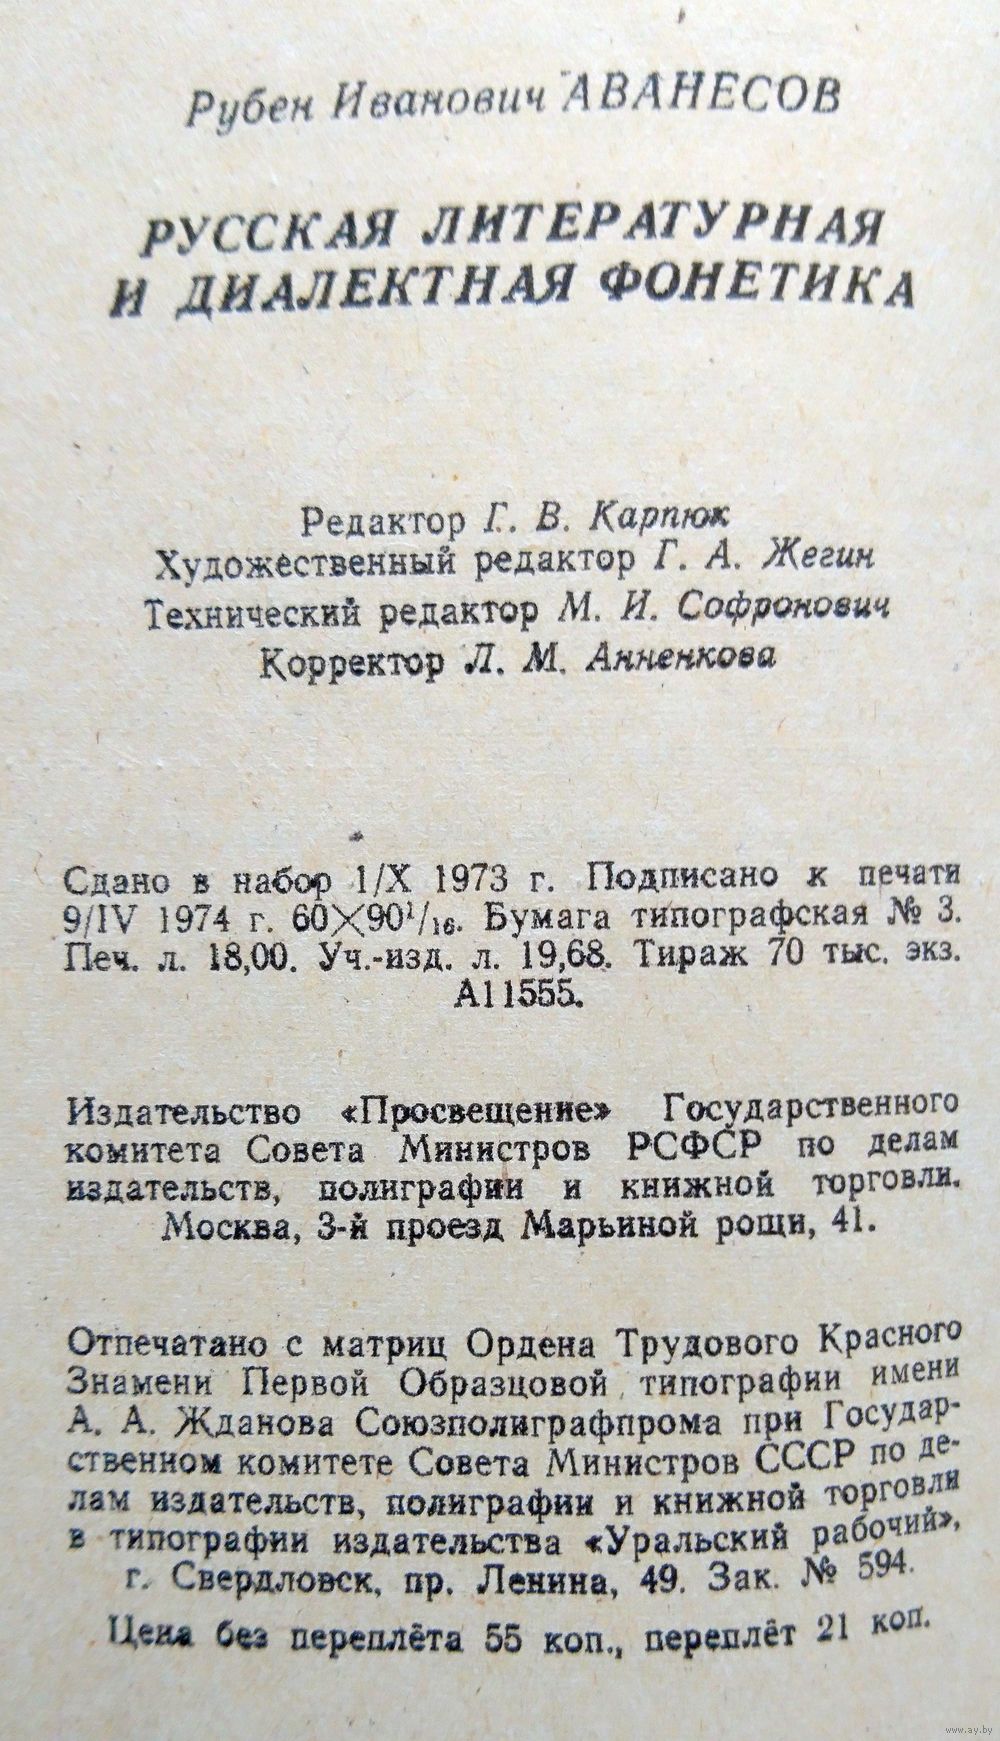 Рубен Иванович АВАНЕСОВ
РУССКАЯ ЛИТЕРАТУРНАЯ
И ДИАЛЕКТНАЯ ФОНЕТИКА
Редактор Г. В. Карпюк
Художественный редактор Г. А. Жегин
Технический редактор М. И. Софронович
Корректор Л. М. Анненкова
Сдано в набор 1/X 1973 г. Подписано к печати
9/IV 1974 г. 60×90¹/₁₆. Бумага типографская № 3.
Печ. л. 18,00. Уч.-изд. л. 19,68. Тираж 70 тыс. экз.
А11555.
Издательство «Просвещение» Государственного
комитета Совета Министров РСФСР по делам
издательств, полиграфии и книжной торговли.
Москва, 3-й проезд Марьиной рощи, 41.
Отпечатано с матриц Ордена Трудового Красного
Знамени Первой Образцовой типографии имени
А. А. Жданова Союзполиграфпрома при Государ-
ственном комитете Совета Министров СССР по де-
лам издательств, полиграфии и книжной торговли
в типографии издательства «Уральский рабочий»,
г. Свердловск, пр. Ленина, 49. Зак. № 594.
Цена без переплёта 55 коп., переплёт 21 коп.
www.ay.by